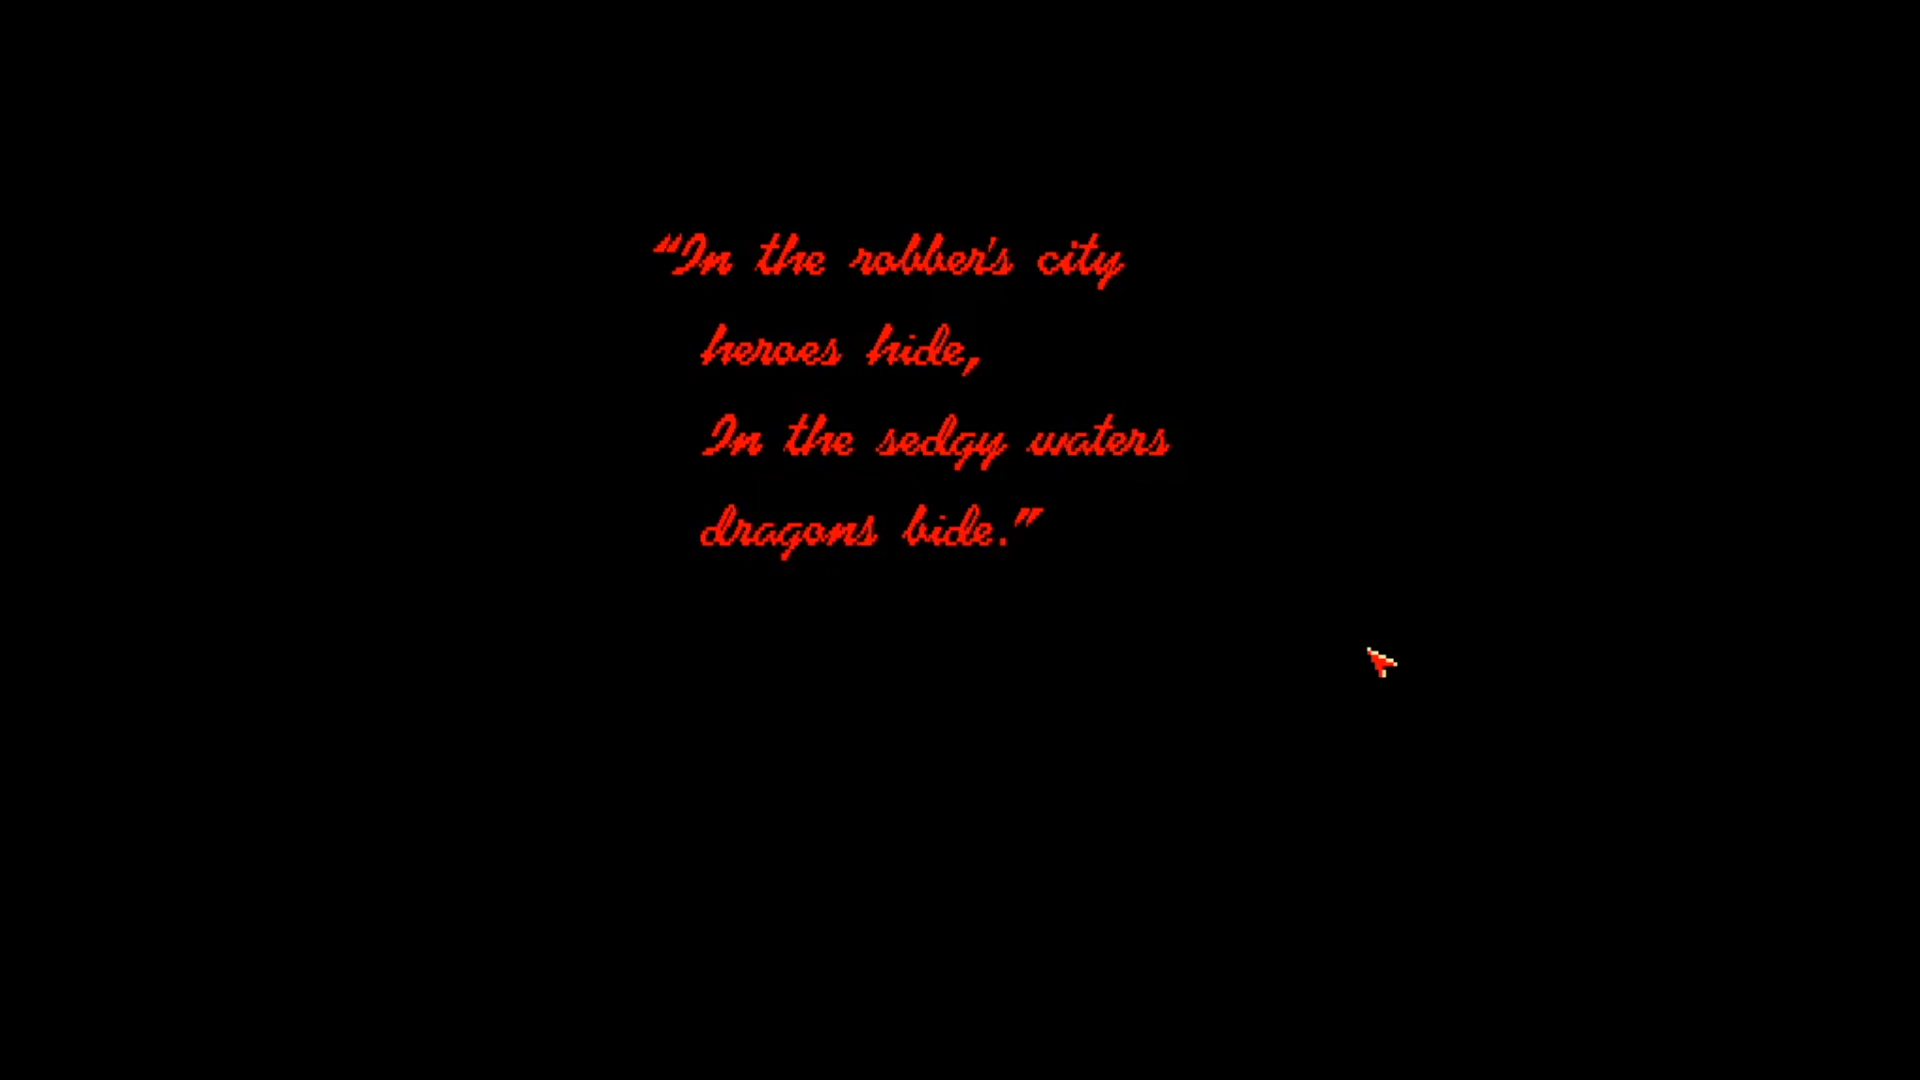 “In the robber's city
heroes hide,
In the sedgy waters
dragons bide.”